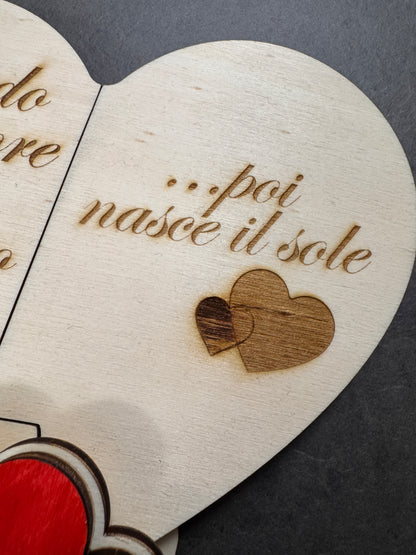 ...poi
nasce il sole